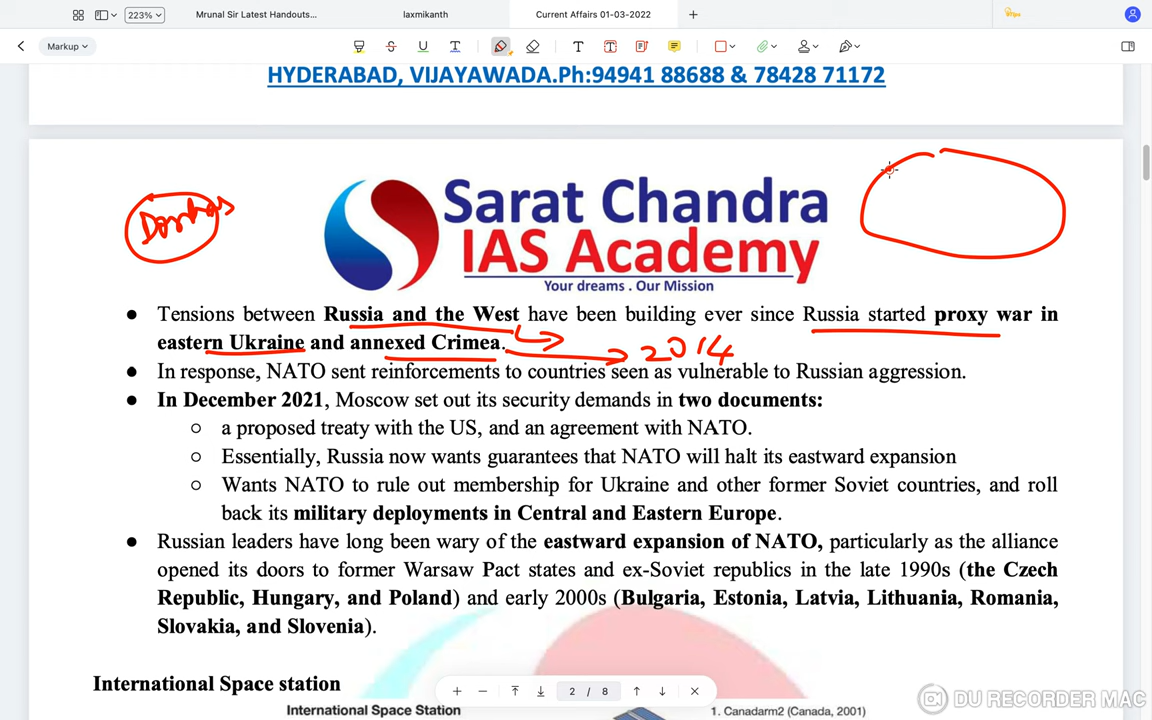 223%
Mrunal Sir Latest Handouts...
laxmikanth
Current Affairs 01-03-2022
Markup
HYDERABAD, VIJAYAWADA.Ph:94941 88688 & 78428 71172
Sarat Chandra
IAS Academy
Your dreams . Our Mission
● Tensions between Russia and the West have been building ever since Russia started proxy war in
eastern Ukraine and annexed Crimea.
2014
● In response, NATO sent reinforcements to countries seen as vulnerable to Russian aggression.
● In December 2021, Moscow set out its security demands in two documents:
o a proposed treaty with the US, and an agreement with NATO.
o Essentially, Russia now wants guarantees that NATO will halt its eastward expansion
o Wants NATO to rule out membership for Ukraine and other former Soviet countries, and roll
back its military deployments in Central and Eastern Europe.
● Russian leaders have long been wary of the eastward expansion of NATO, particularly as the alliance
opened its doors to former Warsaw Pact states and ex-Soviet republics in the late 1990s (the Czech
Republic, Hungary, and Poland) and early 2000s (Bulgaria, Estonia, Latvia, Lithuania, Romania,
Slovakia, and Slovenia).
International Space station
International Space Station
1. Canadarm2 (Canada, 2001)
2 / 8
DU RECORDER MAC